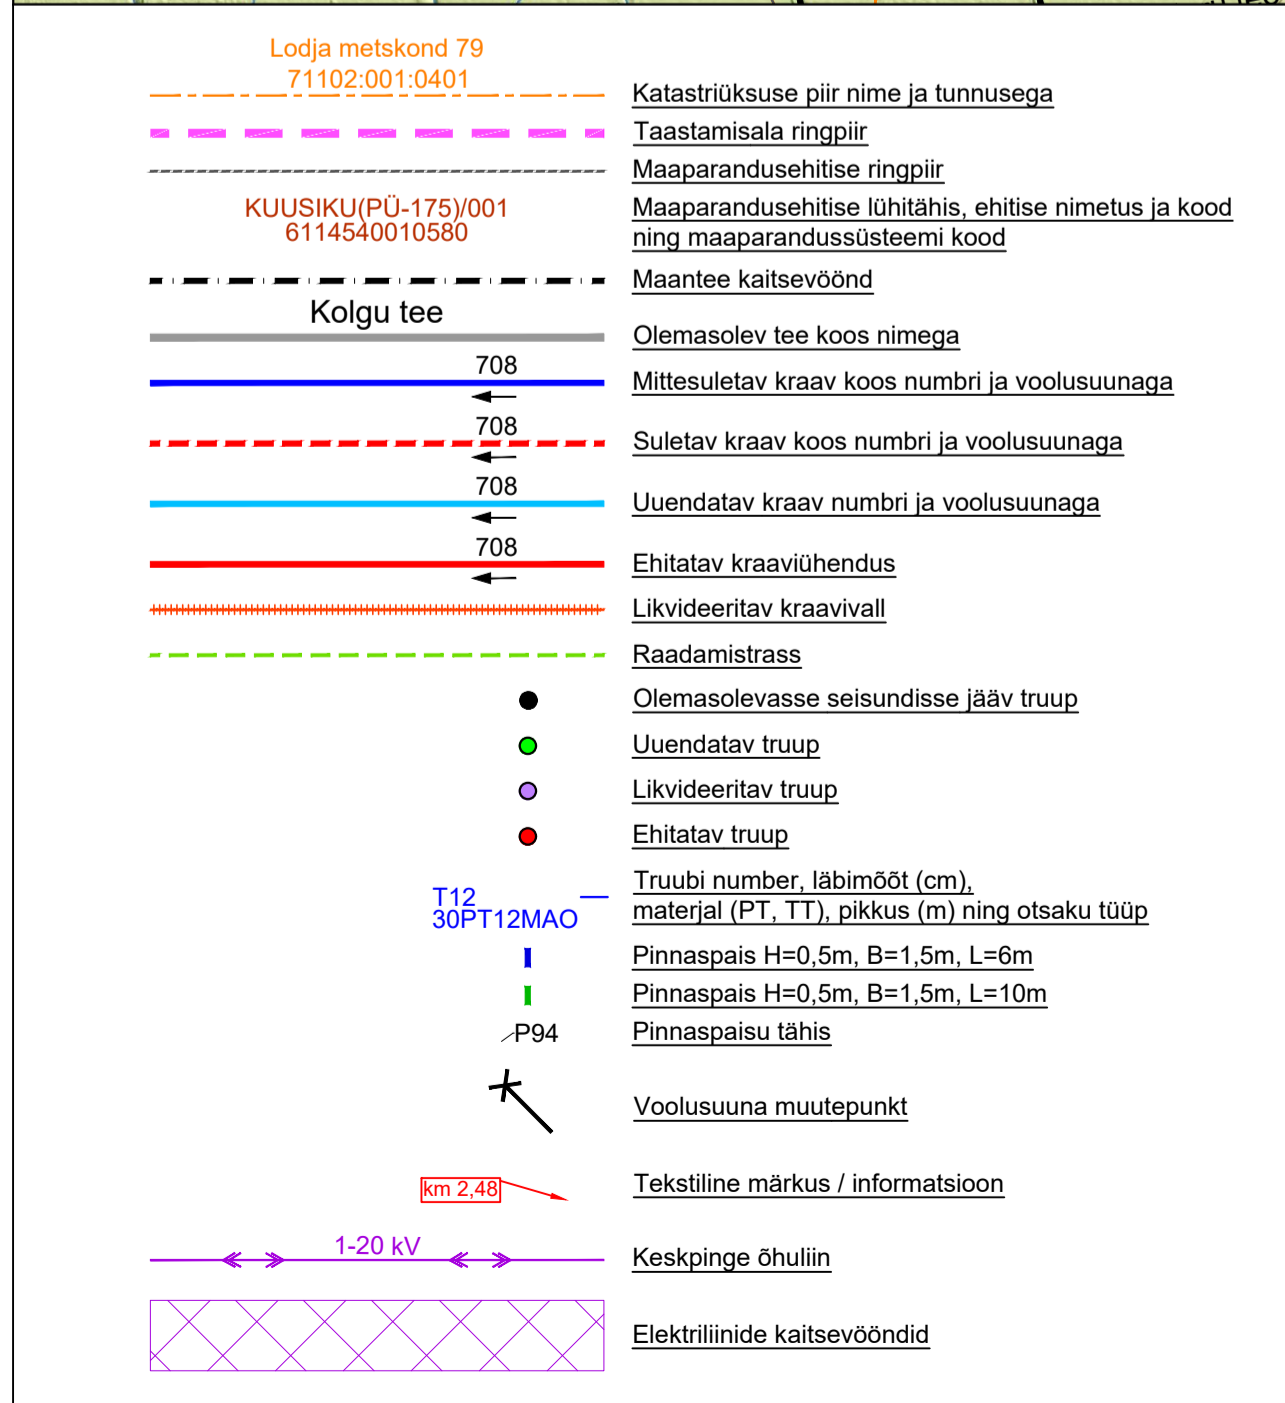 Lodja metskond 79
71102:001:0401
Katastriüksuse piir nime ja tunnusega
Taastamisala ringpiir
Maaparandusehitise ringpiir
KUUSIKU(PÜ-175)/001
6114540010580
Maaparandusehitise lühitähis, ehitise nimetus ja kood
ning maaparandussüsteemi kood
Maantee kaitsevöönd
Kolgu tee
Olemasolev tee koos nimega
708
Mittesuletav kraav koos numbri ja voolusuunaga
708
Suletav kraav koos numbri ja voolusuunaga
708
Uuendatav kraav numbri ja voolusuunaga
708
Ehitatav kraaviühendus
Likvideeritav kraavivall
Raadamistrass
Olemasolevasse seisundisse jääv truup
Uuendatav truup
Likvideeritav truup
Ehitatav truup
T12
30PT12MAO
Truubi number, läbimõõt (cm),
materjal (PT, TT), pikkus (m) ning otsaku tüüp
Pinnaspais H=0,5m, B=1,5m, L=6m
Pinnaspais H=0,5m, B=1,5m, L=10m
P94
Pinnaspaisu tähis
Voolusuuna muutepunkt
km 2,48
Tekstiline märkus / informatsioon
1-20 kV
Keskpinge õhuliin
Elektriliinide kaitsevööndid